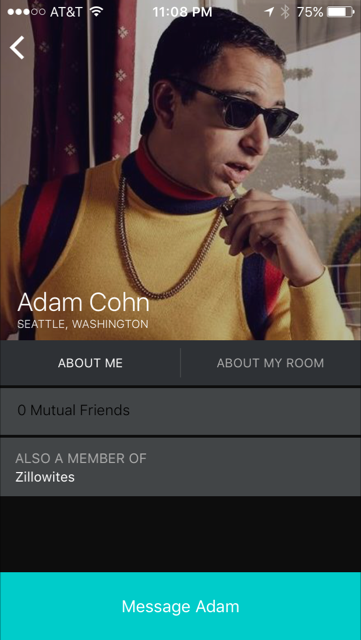 AT&T 11:08 PM 75%
Adam Cohn
SEATTLE, WASHINGTON
ABOUT ME ABOUT MY ROOM
0 Mutual Friends
ALSO A MEMBER OF
Zillowites
Message Adam